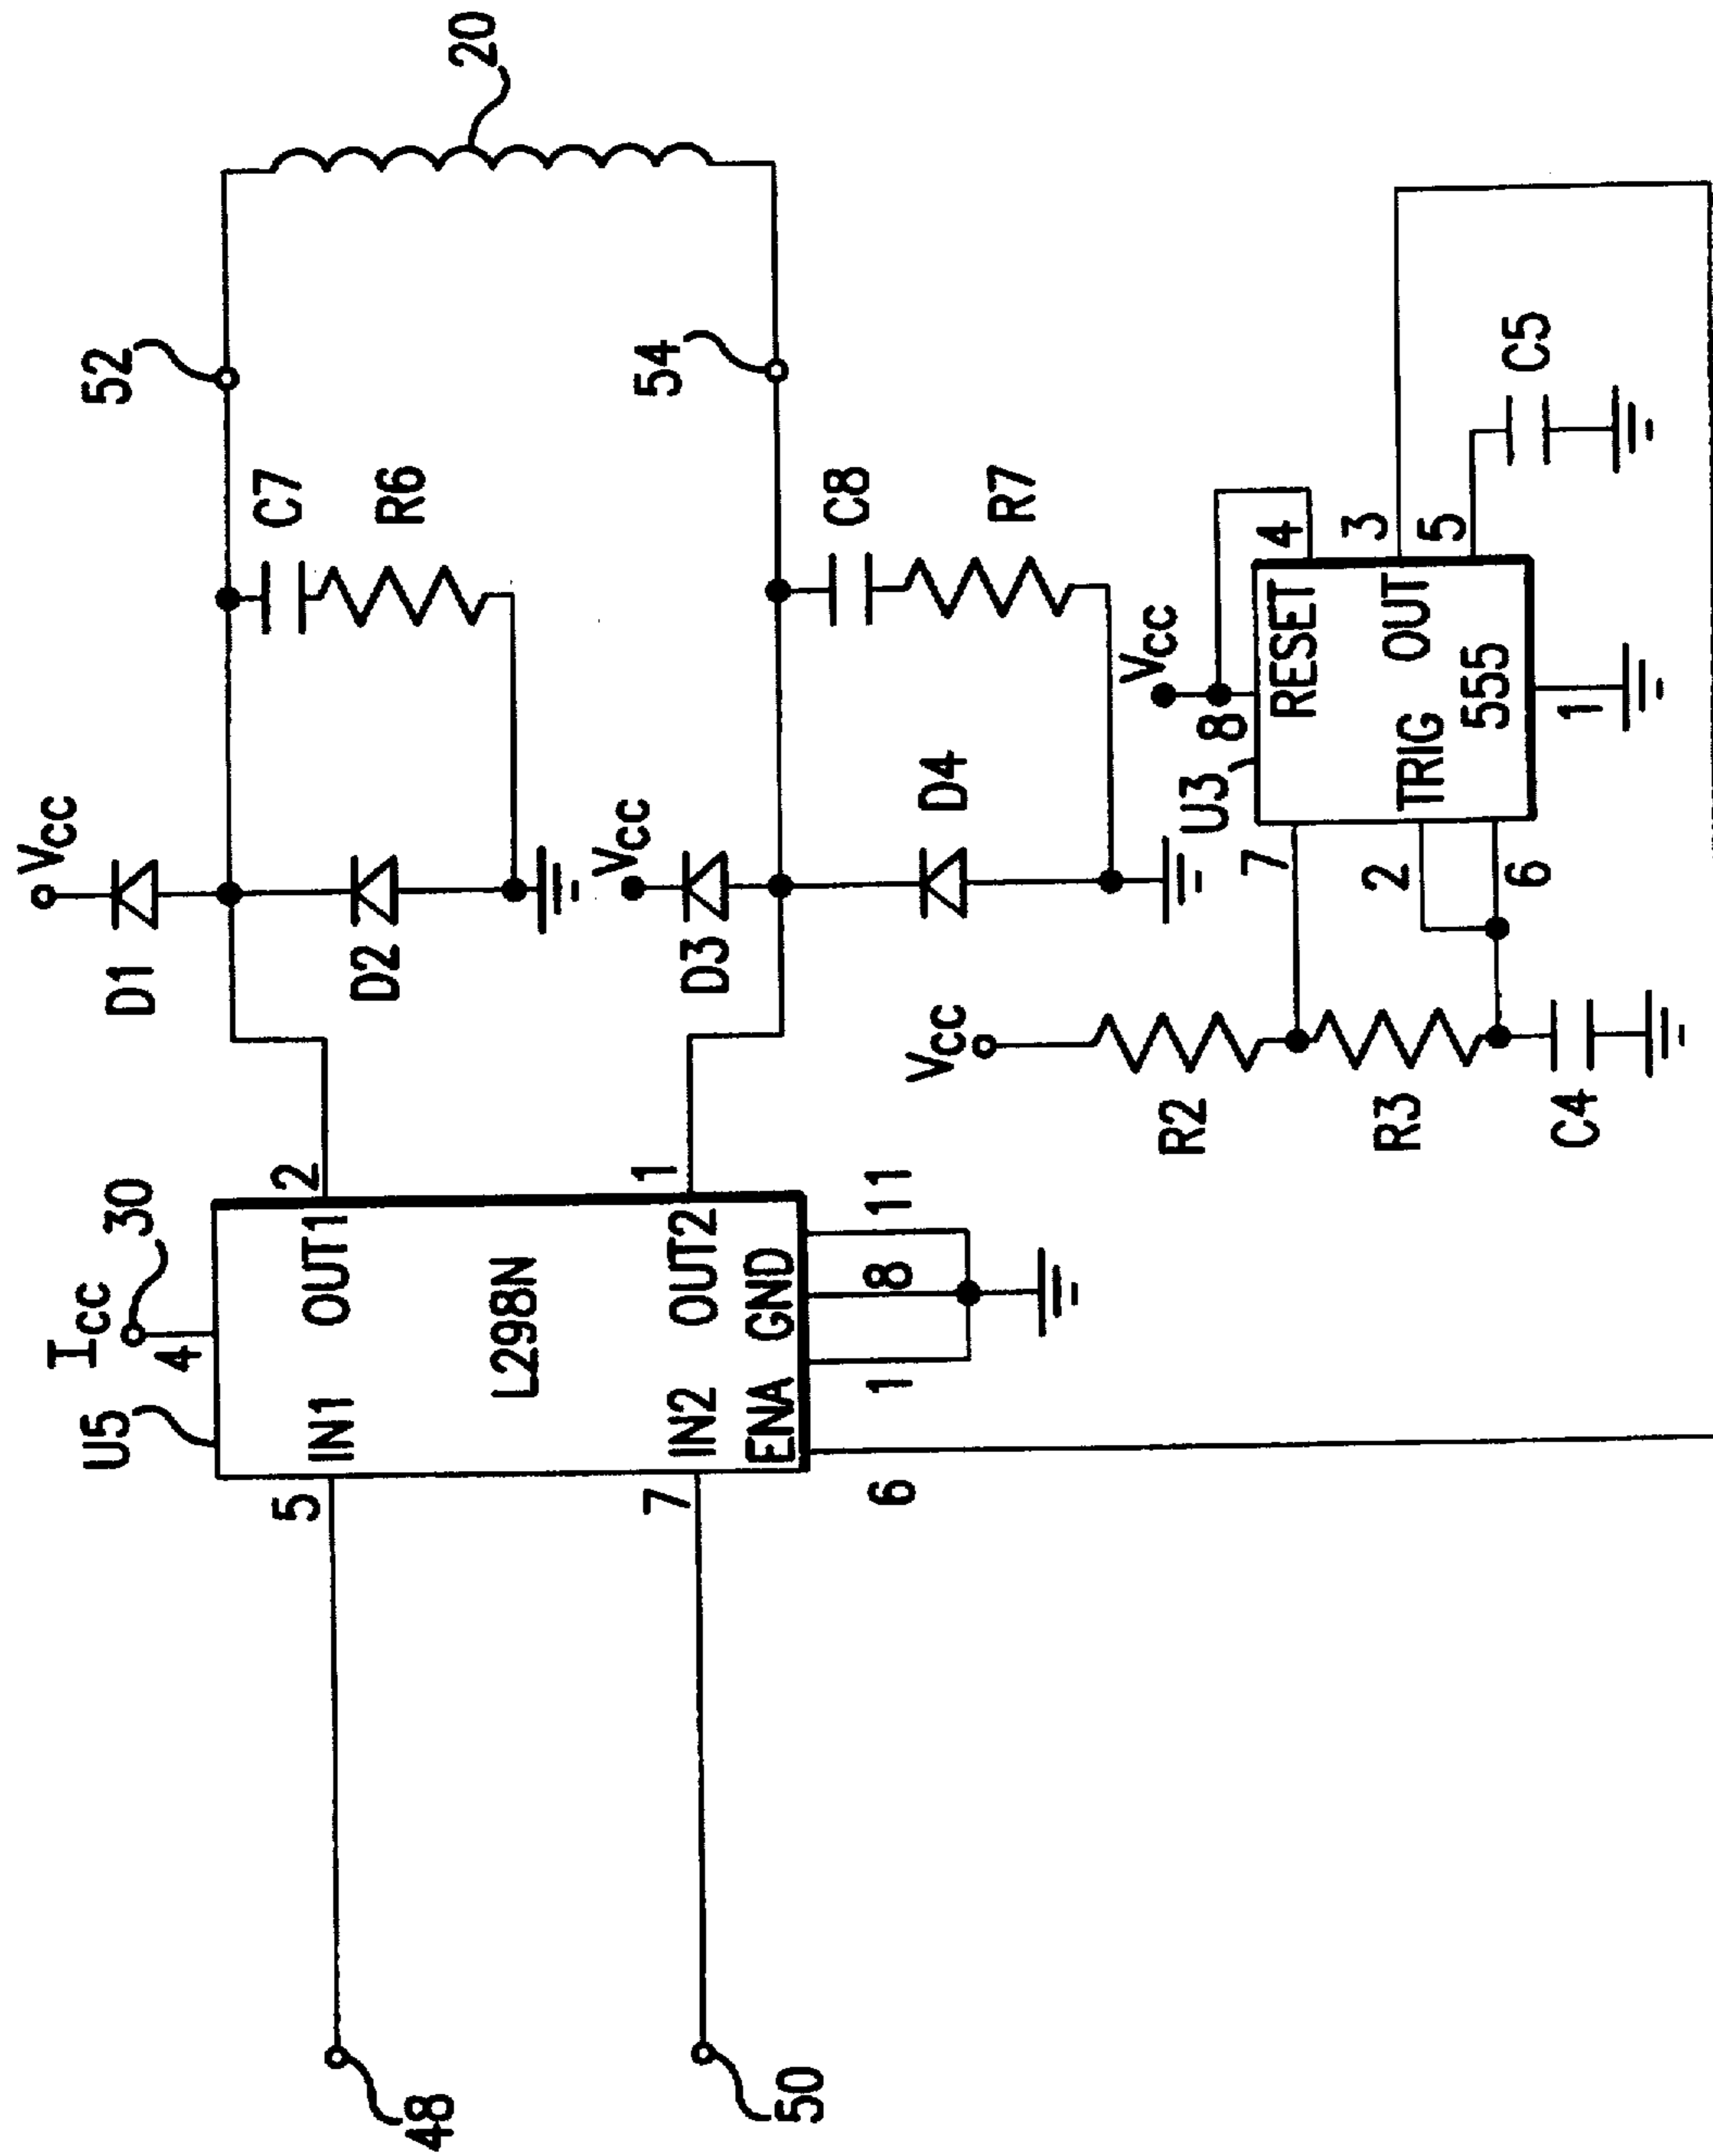 Vcc
D1
52
20
Icc
30
U5
4
C7
R6
D2
5
IN1
OUT1
2
L298N
Vcc
D3
54
7
IN2
OUT2
1
ENA
GND
6
1
8
11
C8
R7
D4
48
50
Vcc
R2
R3
C4
Vcc
U3
8
7
RESET
4
2
TRIG
OUT
3
6
555
5
1
C5